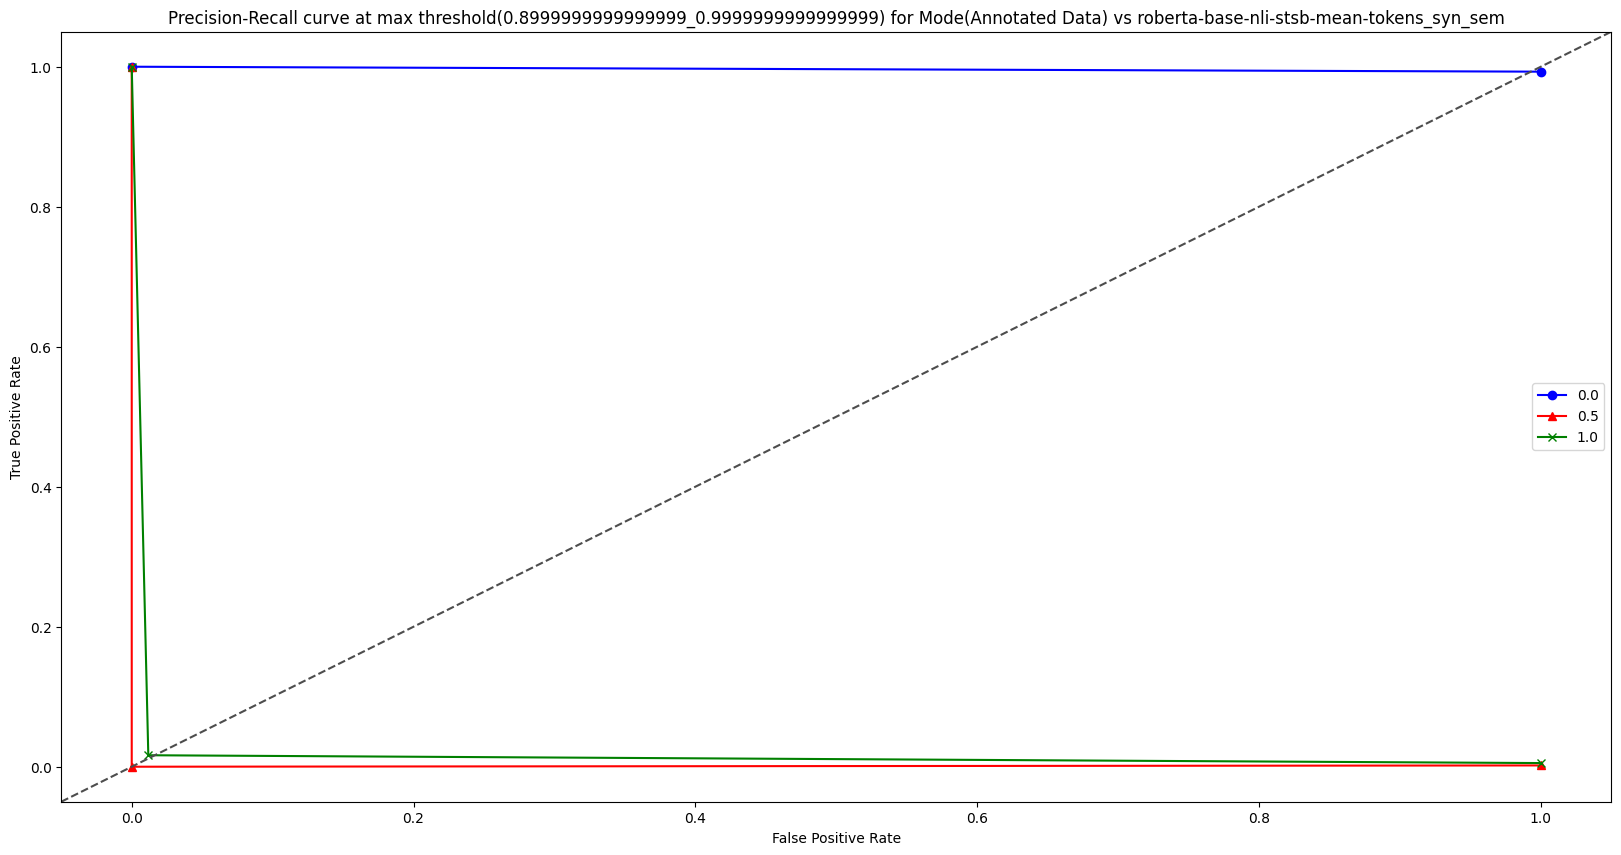 Precision-Recall curve at max threshold(0.8999999999999999_0.9999999999999999) for Mode(Annotated Data) vs roberta-base-nli-stsb-mean-tokens_syn_sem
1.0
0.8
0.6
0.4
0.2
0.0
True Positive Rate
0.0
0.5
1.0
0.0 0.2 0.4 0.6 0.8 1.0
False Positive Rate